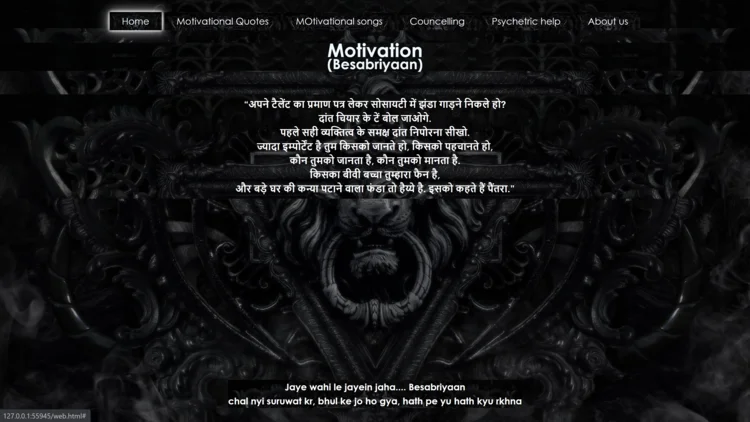 Home Motivational Quotes MOtivational songs Councelling Psychetric help About us
Motivation
(Besabriyaan)
"अपने टैलेंट का प्रमाण पत्र लेकर सोसायटी में झंडा गाड़ने निकले हो?
दांत चियार के टें बोल जाओगे.
पहले सही व्यक्तित्व के समक्ष दांत निपोरना सीखो.
ज्यादा इम्पोर्टेंट है तुम किसको जानते हो, किसको पहचानते हो,
कौन तुमको जानता है, कौन तुमको मानता है.
किसका बीवी बच्चा तुम्हारा फैन है,
और बड़े घर की कन्या पटाने वाला फंडा तो हैय्ये है. इसको कहते हैं पैंतरा."
Jaye wahi le jayein jaha.... Besabriyaan
chal nyi suruwat kr, bhul ke jo ho gya, hath pe yu hath kyu rkhna
127.0.0.1:55945/web.html#